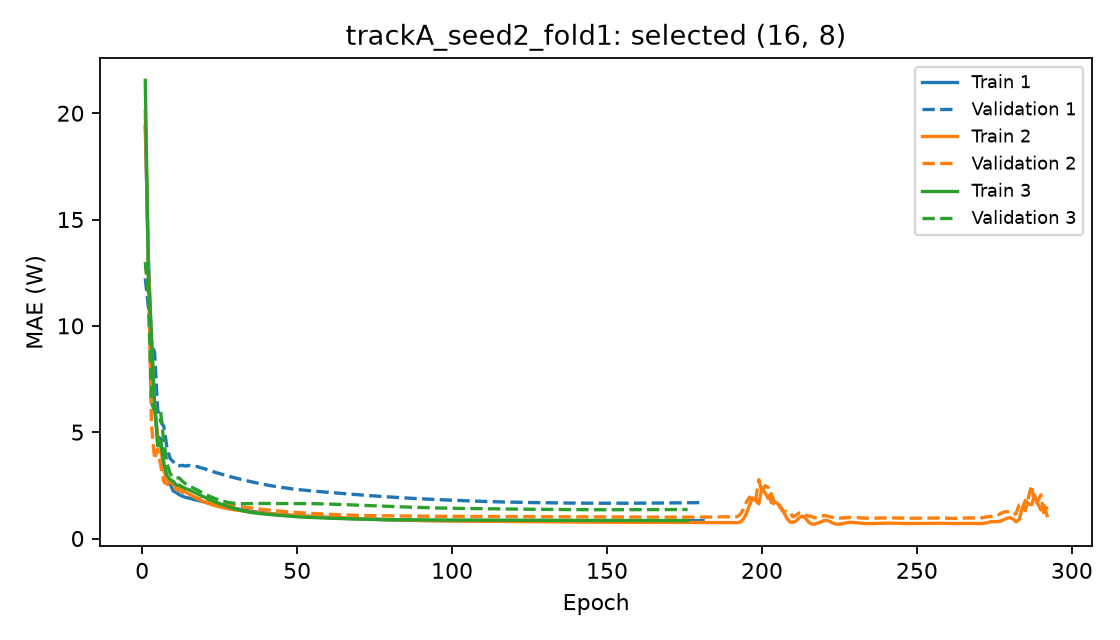 trackA_seed2_fold1: selected (16, 8)
Train 1
Validation 1
Train 2
Validation 2
Train 3
Validation 3
MAE (W)
20
15
10
5
0
0 50 100 150 200 250 300
Epoch